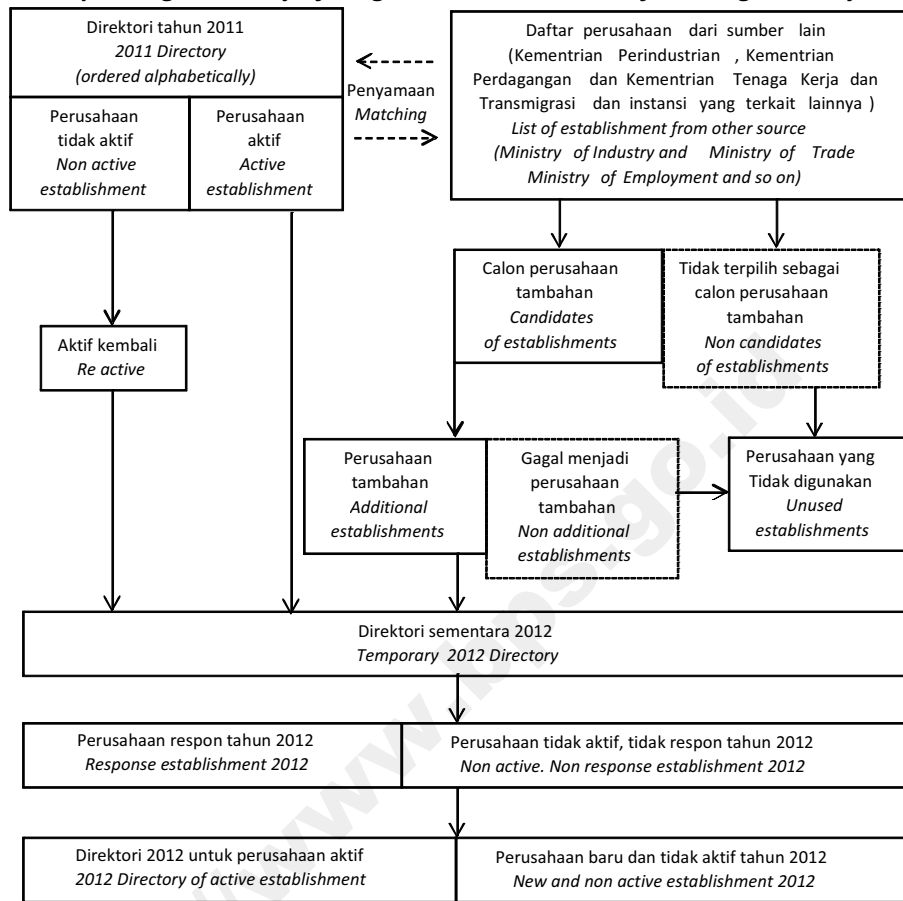 Direktori tahun 2011
2011 Directory
(ordered alphabetically)
Perusahaan
tidak aktif
Non active
establishment
Perusahaan
aktif
Active
establishment
Penyamaan
Matching
Daftar perusahaan dari sumber lain
(Kementrian Perindustrian , Kementrian
Perdagangan dan Kementrian Tenaga Kerja dan
Transmigrasi dan instansi yang terkait lainnya )
List of establishment from other source
(Ministry of Industry and Ministry of Trade
Ministry of Employment and so on)
Calon perusahaan
tambahan
Candidates
of establishments
Tidak terpilih sebagai
calon perusahaan
tambahan
Non candidates
of establishments
Aktif kembali
Re active
Perusahaan
tambahan
Additional
establishments
Gagal menjadi
perusahaan
tambahan
Non additional
establishments
Perusahaan yang
Tidak digunakan
Unused
establishments
Direktori sementara 2012
Temporary 2012 Directory
Perusahaan respon tahun 2012
Response establishment 2012
Perusahaan tidak aktif, tidak respon tahun 2012
Non active. Non response establishment 2012
Direktori 2012 untuk perusahaan aktif
2012 Directory of active establishment
Perusahaan baru dan tidak aktif tahun 2012
New and non active establishment 2012
//www.bps.go.id